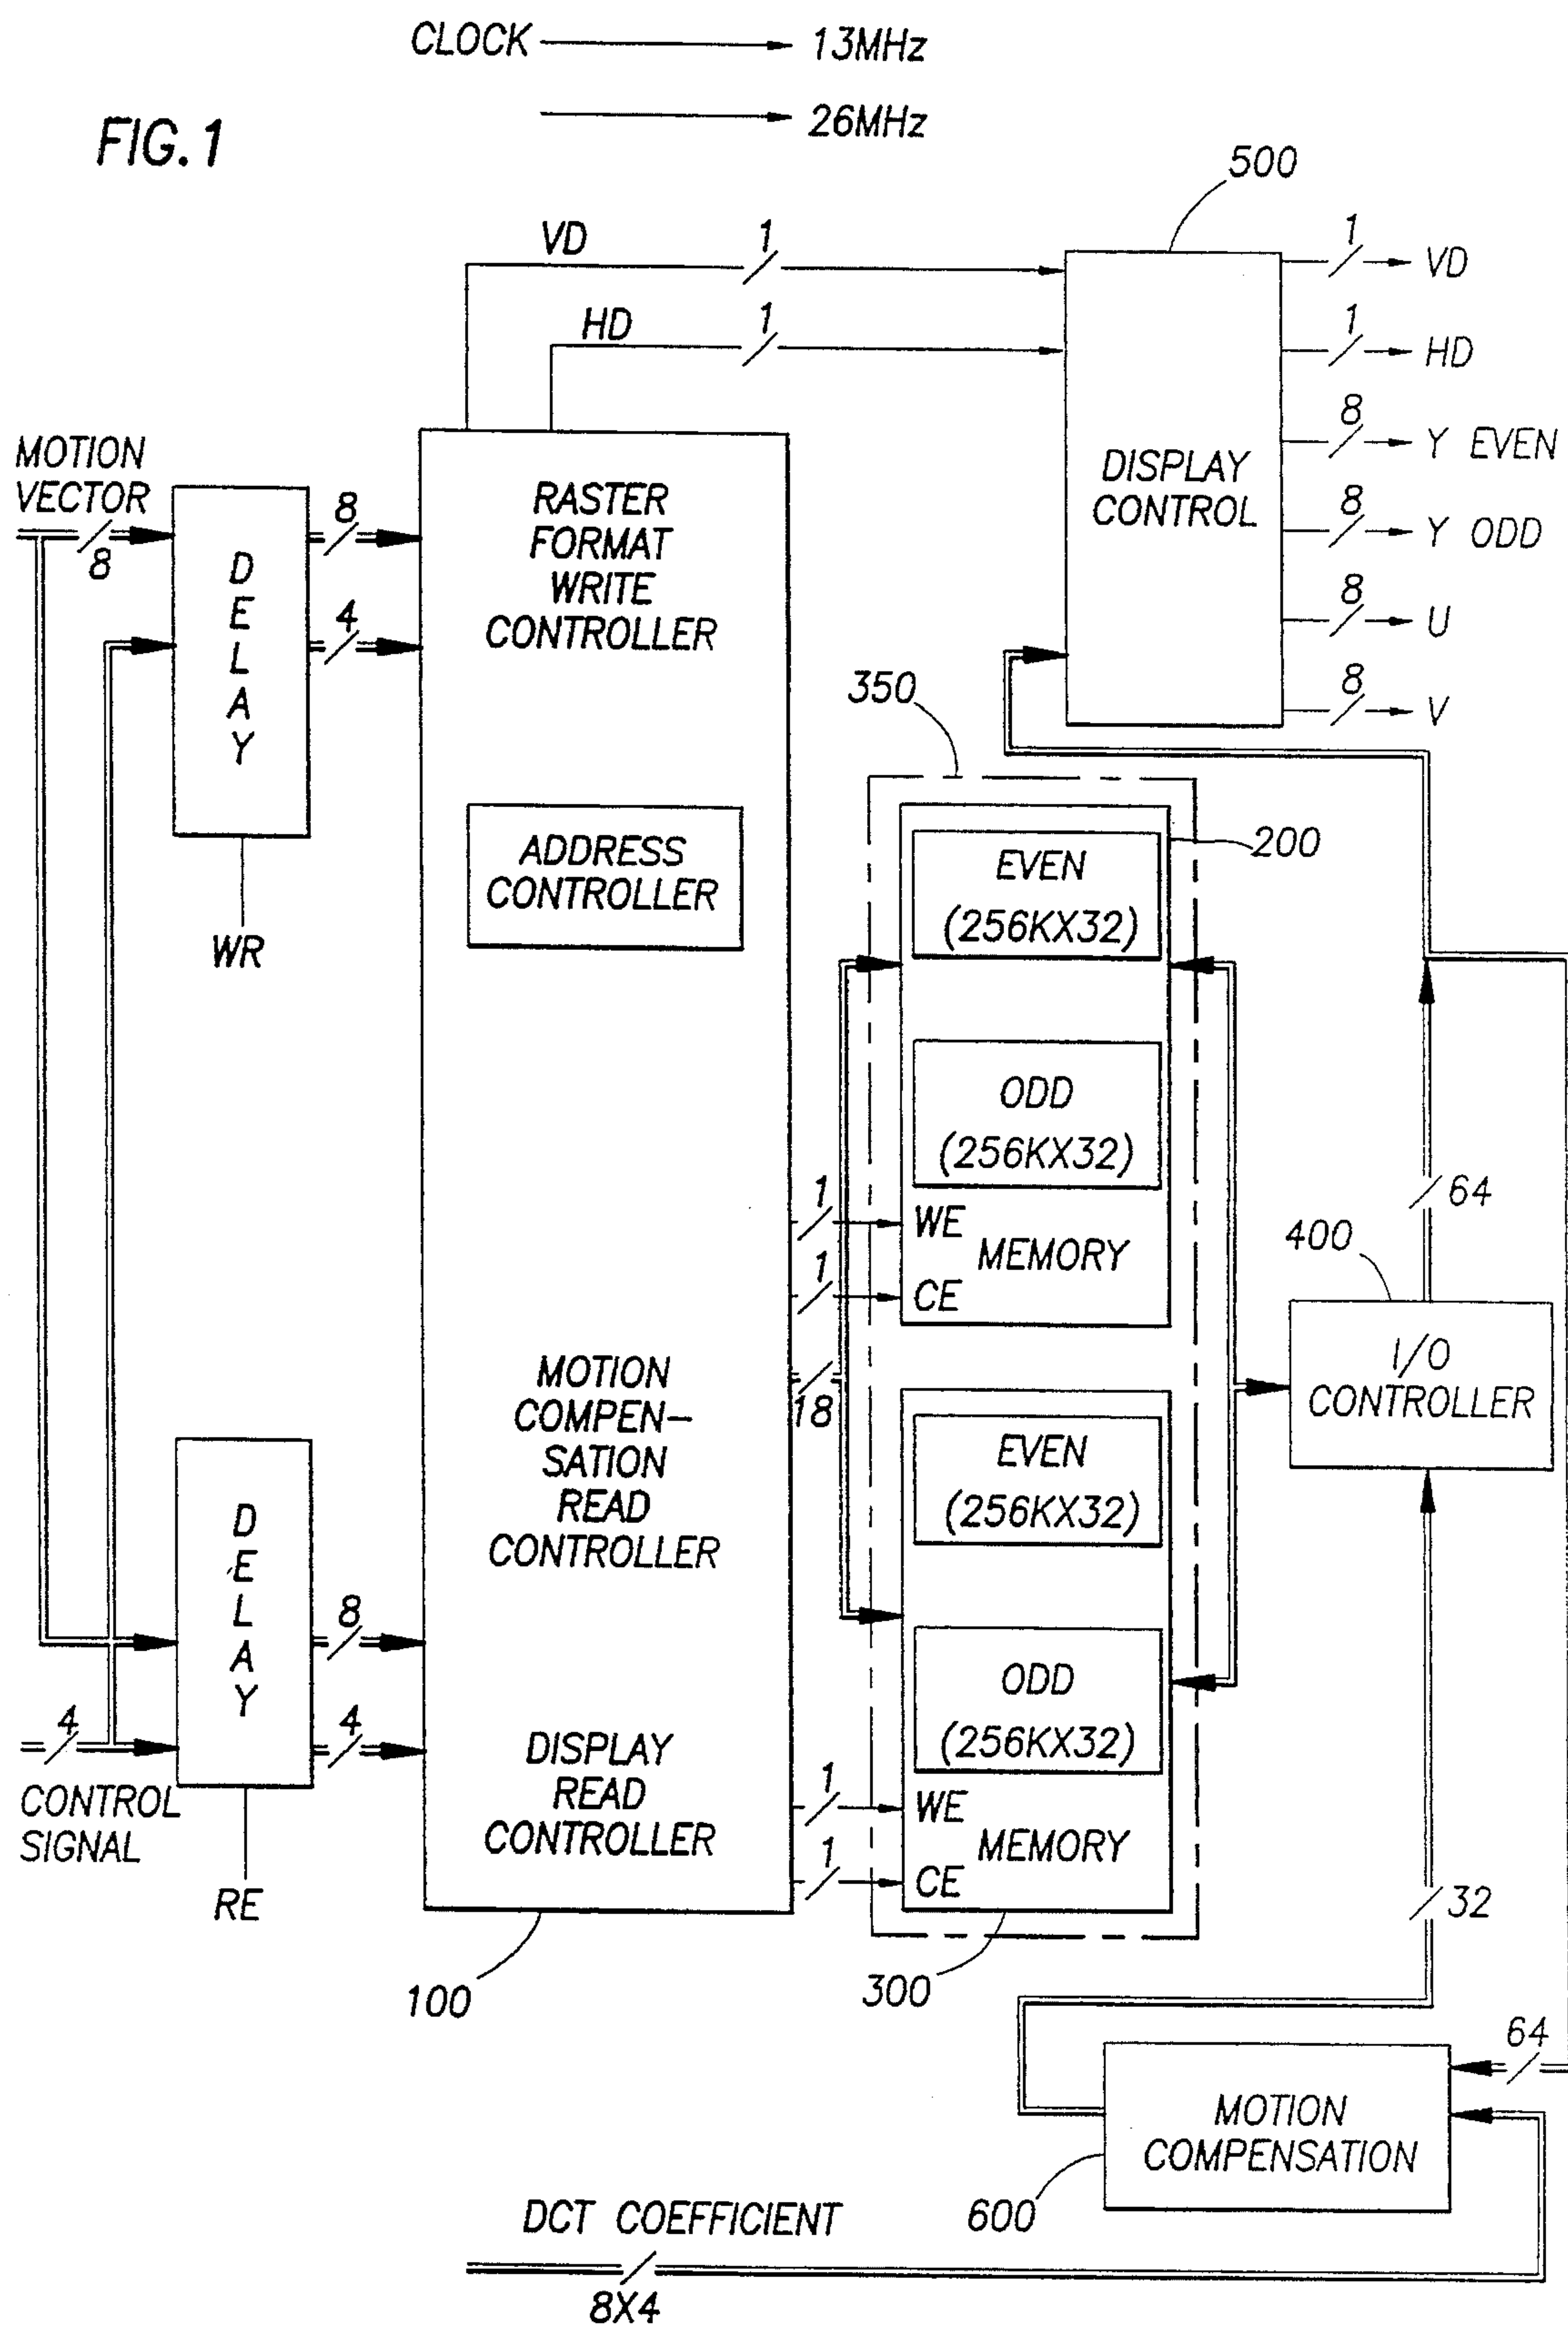 CLOCK
13MHz
26MHz
FIG. 1
500
VD
1
HD
1
1
VD
1
HD
8
Y EVEN
8
Y ODD
8
U
8
V
DISPLAY
CONTROL
MOTION
VECTOR
8
DELAY
8
4
WR
RASTER
FORMAT
WRITE
CONTROLLER
ADDRESS
CONTROLLER
350
200
EVEN
(256KX32)
ODD
(256KX32)
1
WE
MEMORY
1
CE
18
64
400
I/O
CONTROLLER
MOTION
COMPEN-
SATION
READ
CONTROLLER
EVEN
(256KX32)
ODD
(256KX32)
DELAY
8
4
4
CONTROL
SIGNAL
RE
DISPLAY
READ
CONTROLLER
1
WE
MEMORY
1
CE
100
300
32
64
MOTION
COMPENSATION
600
DCT COEFFICIENT
8X4